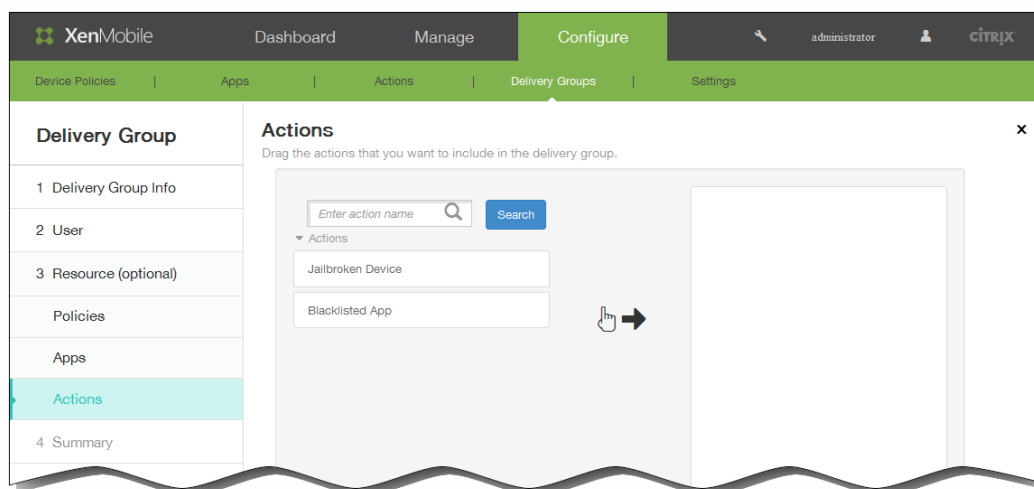 XenMobile
Dashboard
Manage
Configure
administrator
CİTRIX
Device Policies | Apps | Actions | Delivery Groups | Settings
Delivery Group
1 Delivery Group Info
2 User
3 Resource (optional)
Policies
Apps
Actions
4 Summary
Actions
x
Drag the actions that you want to include in the delivery group.
Enter action name
Search
Actions
Jailbroken Device
Blacklisted App